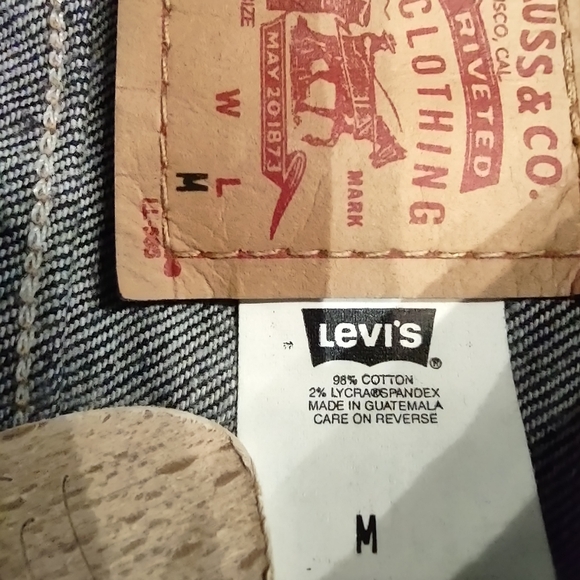 USS & CO.
SCO, CAL.
RIVETED
CLOTHING
MARK
MAY 20 1873
SIZE
W
L
M
LEVI'S
®
98% COTTON
2% LYCRA®SPANDEX
MADE IN GUATEMALA
CARE ON REVERSE
M